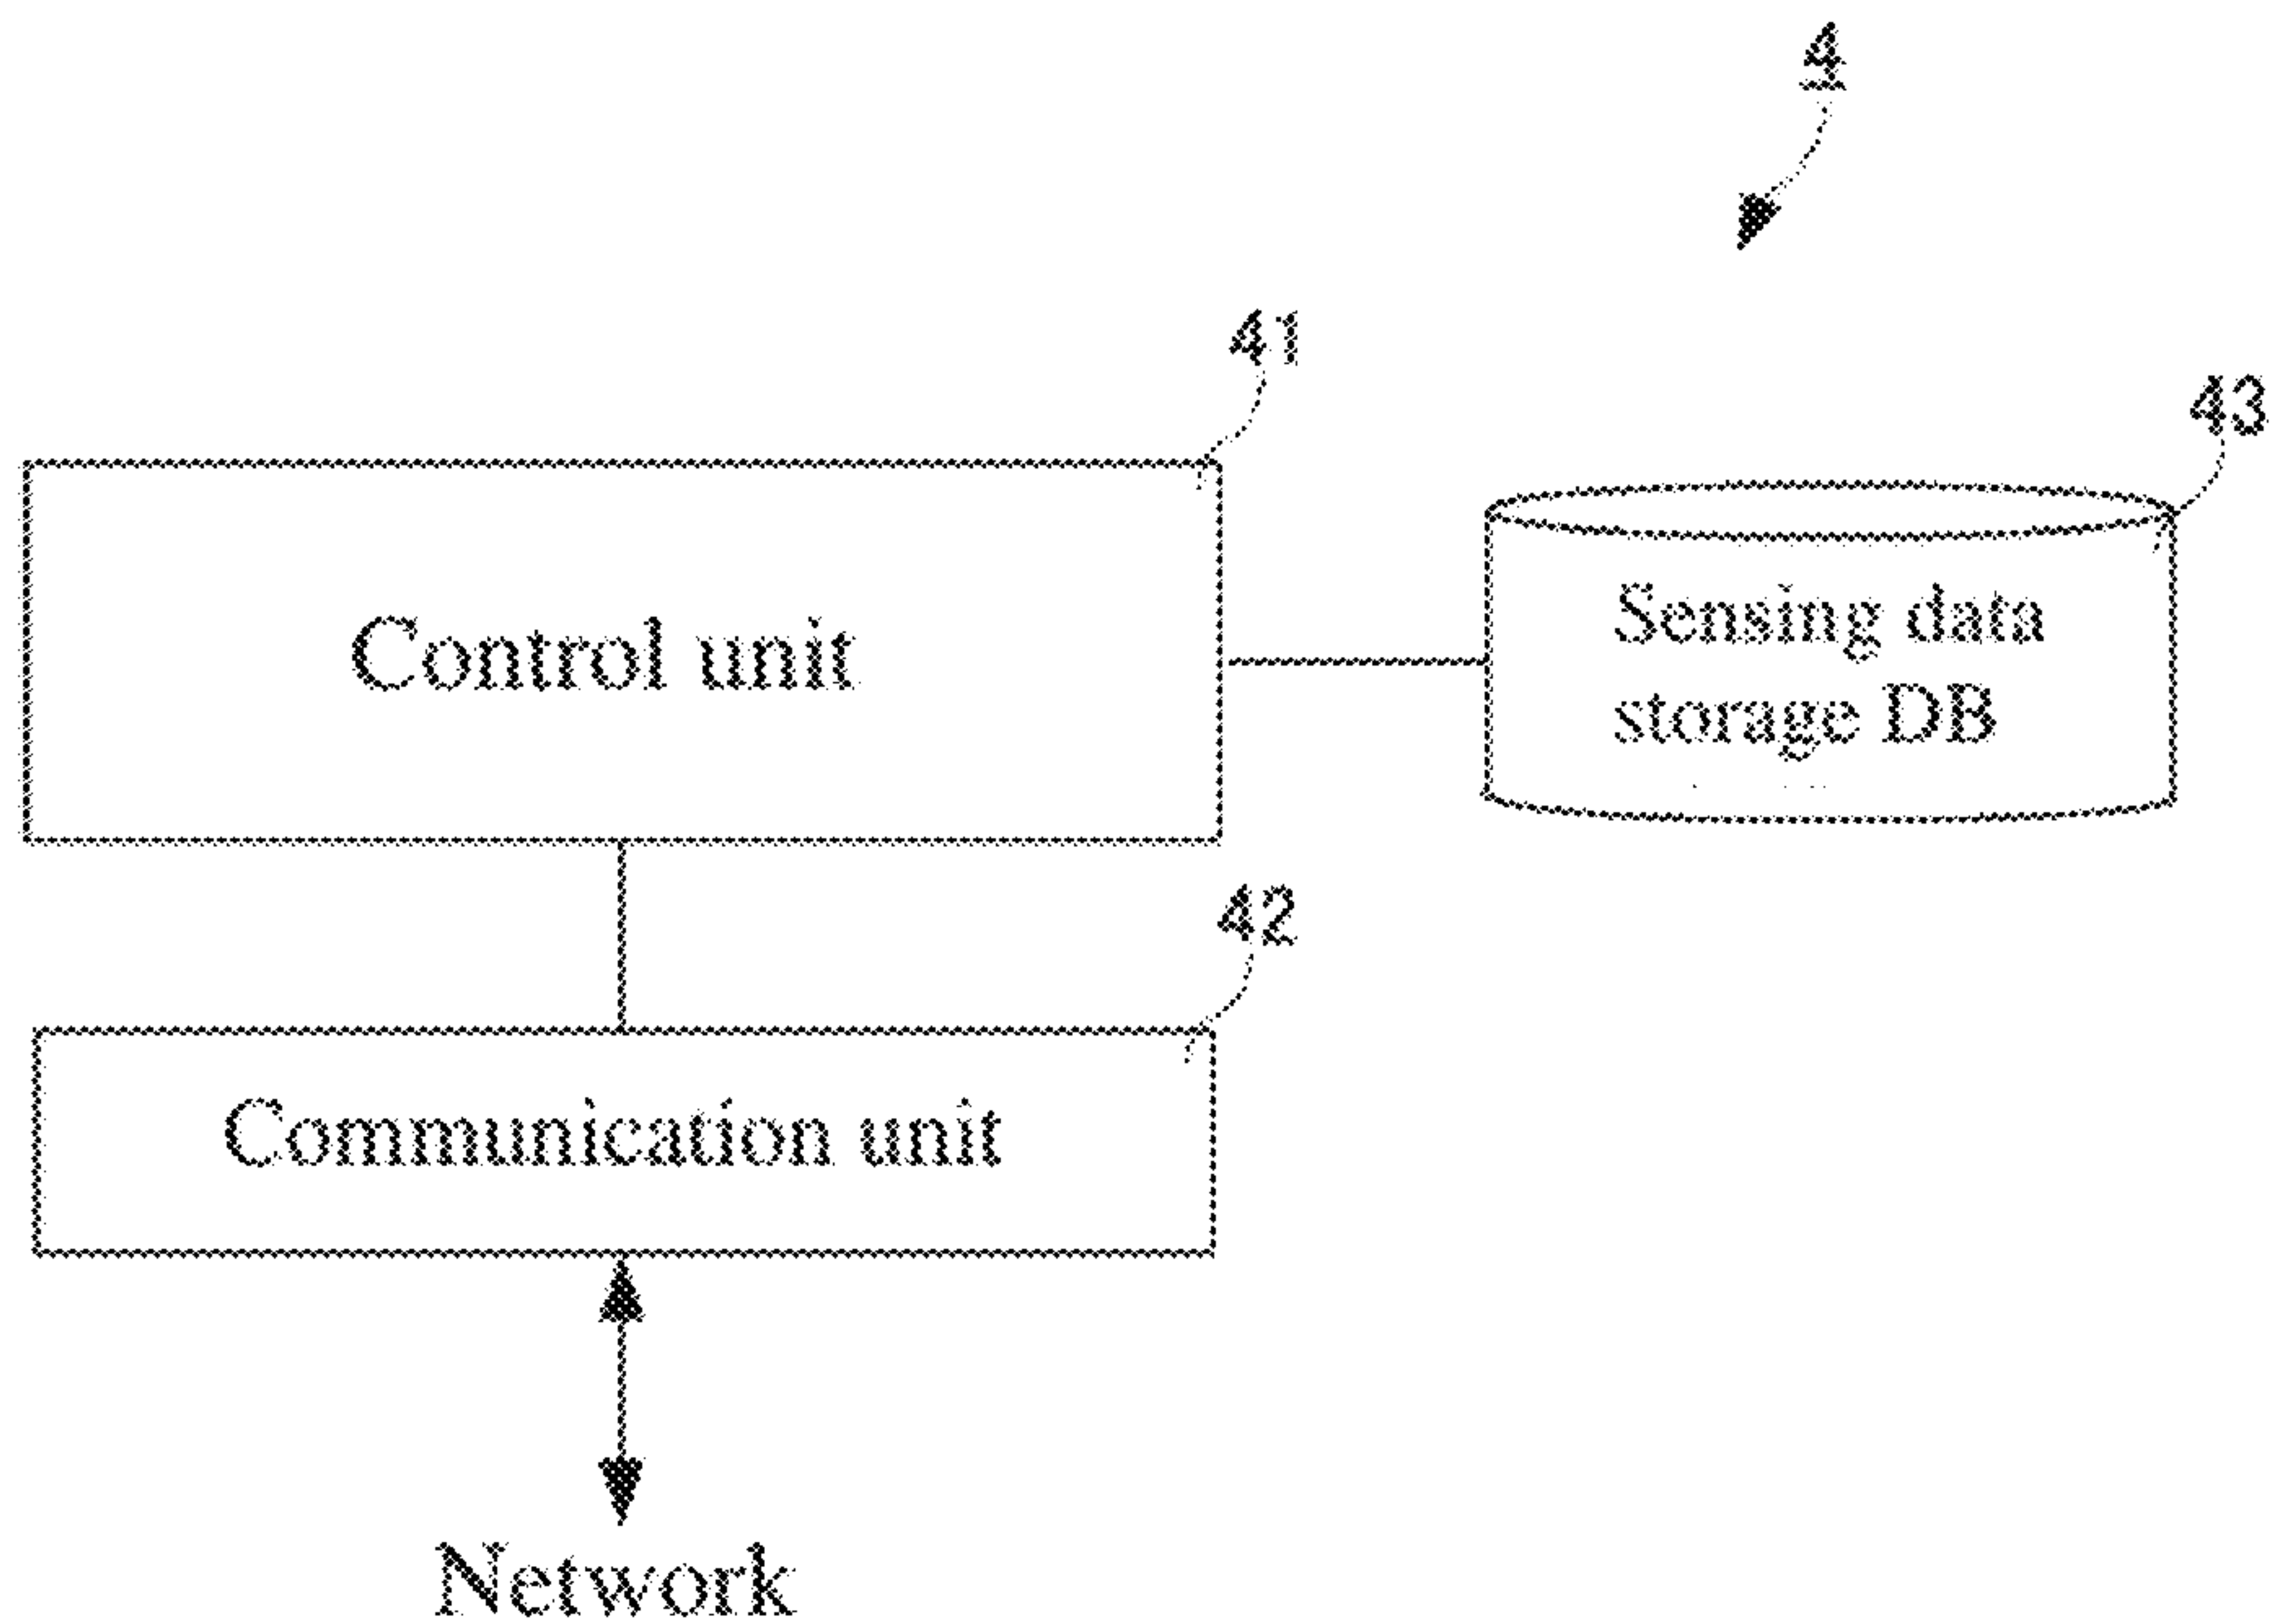 4
41
43
Control unit
Sensing data
storage DB
42
Communication unit
Network